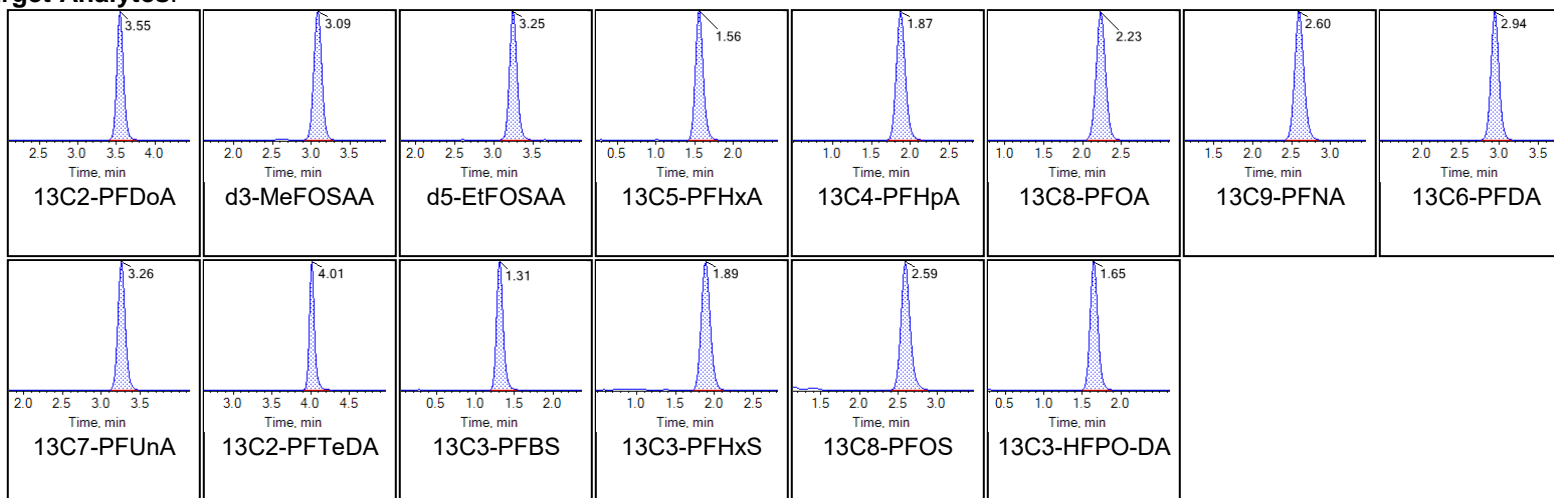 rget Analytes:
3.55 3.09 3.25 1.56 1.87 2.23 2.60 2.94
2.5 3.0 3.5 4.0 2.0 2.5 3.0 3.5 2.0 2.5 3.0 3.5 0.5 1.0 1.5 2.0 1.0 1.5 2.0 2.5 1.0 1.5 2.0 2.5 1.5 2.0 2.5 3.0 2.0 2.5 3.0 3.5
Time, min Time, min Time, min Time, min Time, min Time, min Time, min Time, min
13C2-PFDoA d3-MeFOSAA d5-EtFOSAA 13C5-PFHxA 13C4-PFHpA 13C8-PFOA 13C9-PFNA 13C6-PFDA
3.26 4.01 1.31 1.89 2.59 1.65
2.0 2.5 3.0 3.5 3.0 3.5 4.0 4.5 0.5 1.0 1.5 2.0 1.0 1.5 2.0 2.5 1.5 2.0 2.5 3.0 0.5 1.0 1.5 2.0
Time, min Time, min Time, min Time, min Time, min Time, min
13C7-PFUnA 13C2-PFTeDA 13C3-PFBS 13C3-PFHxS 13C8-PFOS 13C3-HFPO-DA